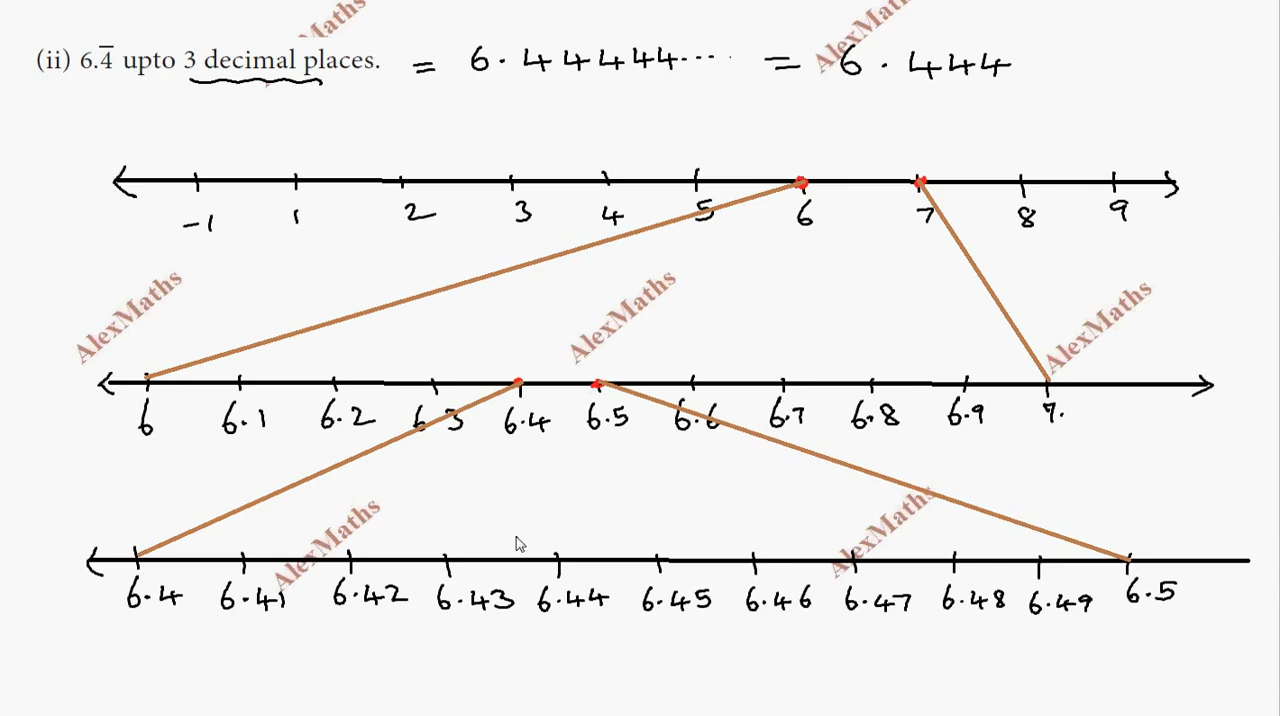 Maths
AlexMaths
(ii) 6.4̅ upto 3 decimal places. = 6.44444... = 6.444
-1 1 2 3 4 5 6 7 8 9
AlexMaths AlexMaths AlexMaths
6 6.1 6.2 6.3 6.4 6.5 6.6 6.7 6.8 6.9 7.
AlexMaths AlexMaths
6.4 6.41 6.42 6.43 6.44 6.45 6.46 6.47 6.48 6.49 6.5